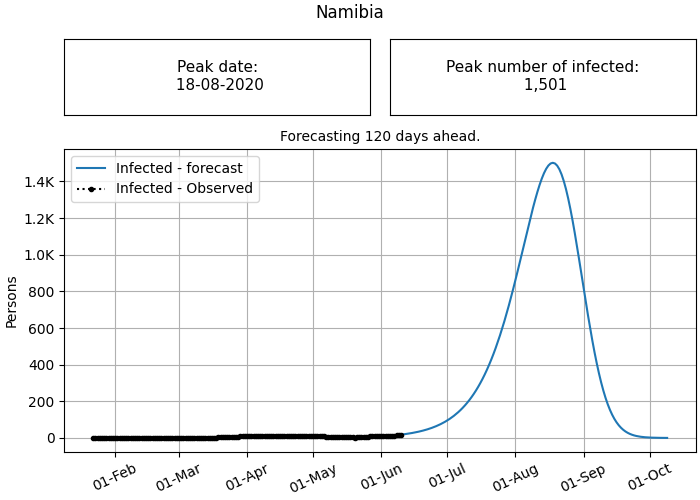 Namibia
Peak date:
18-08-2020
Peak number of infected:
1,501
Forecasting 120 days ahead.
Infected - forecast
Infected - Observed
1.4K
1.2K
1.0K
800
600
400
200
0
Persons
01-Feb
01-Mar
01-Apr
01-May
01-Jun
01-Jul
01-Aug
01-Sep
01-Oct